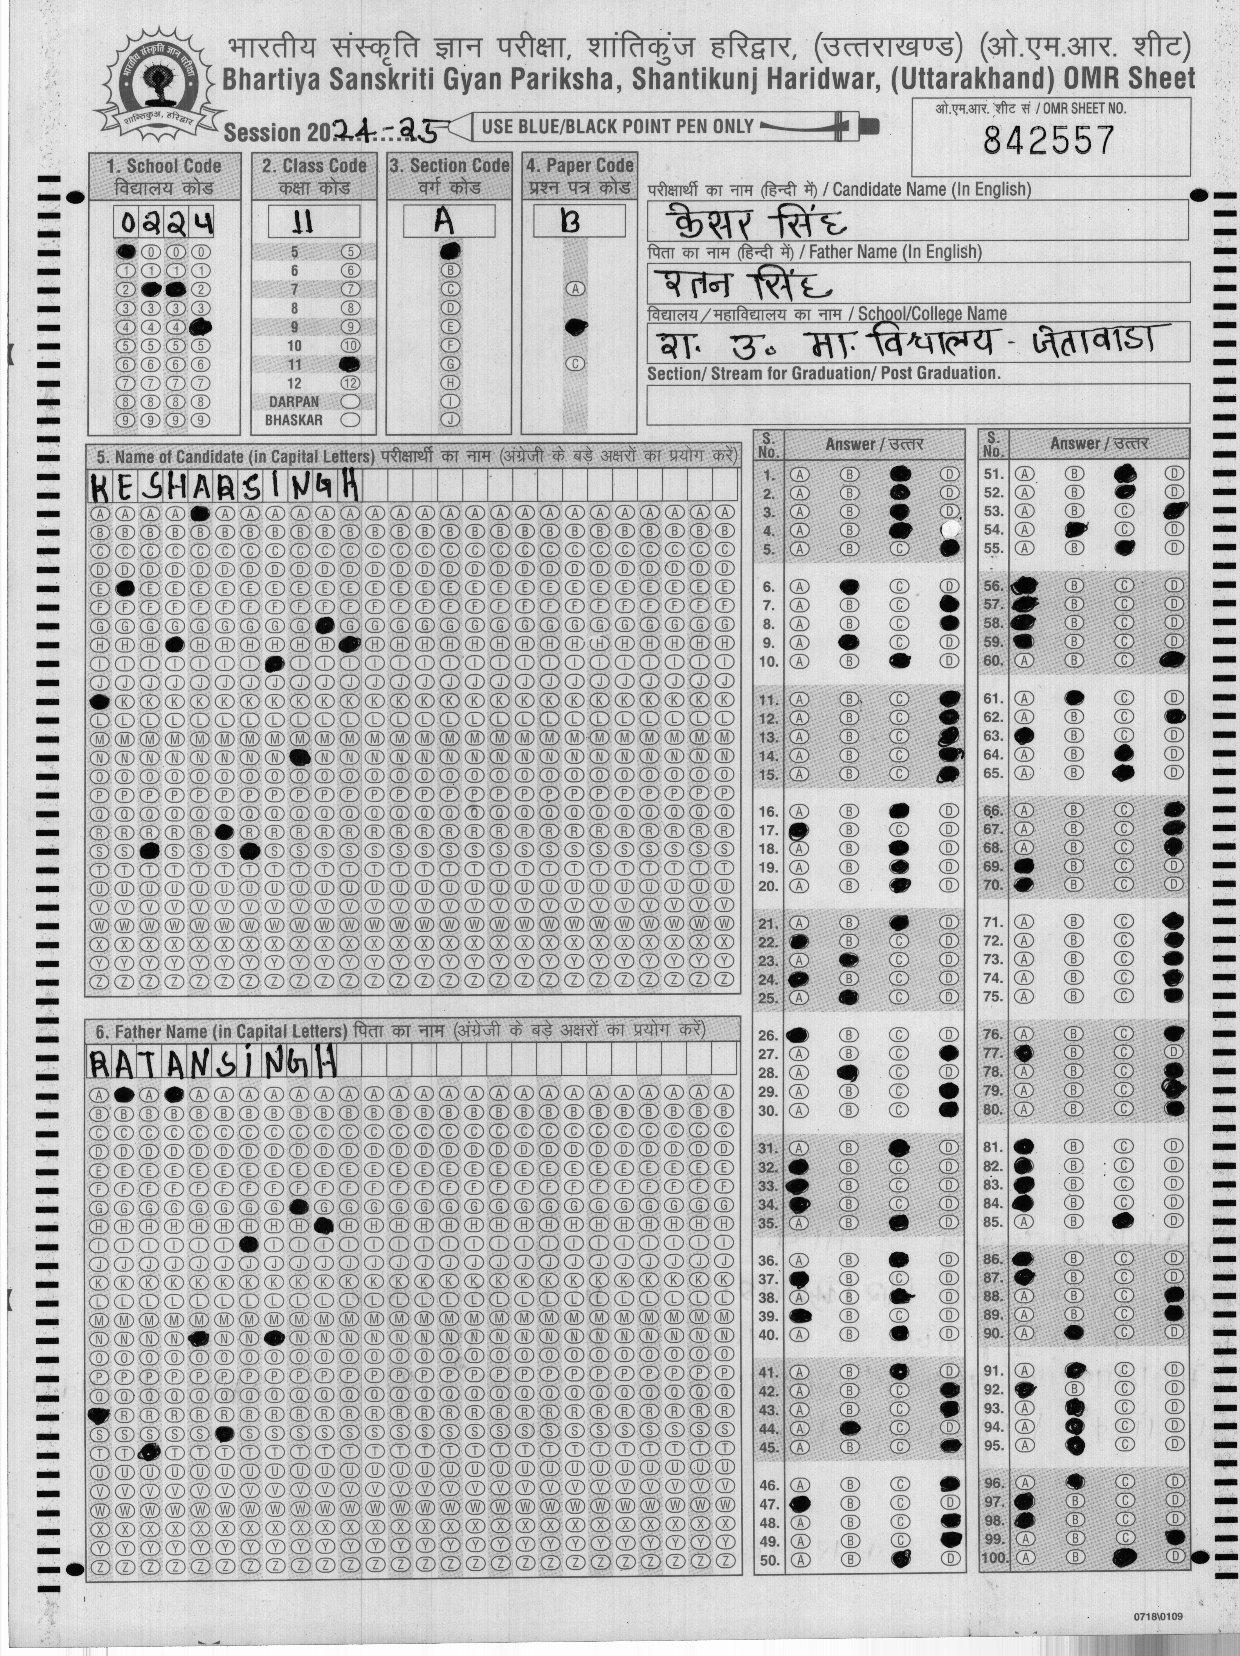 भारतीय संस्कृति ज्ञान परीक्षा, शांतिकुंज हरिद्वार, (उत्तराखण्ड) (ओ.एम.आर. शीट)
Bhartiya Sanskriti Gyan Pariksha, Shantikunj Haridwar, (Uttarakhand) OMR Sheet
Session 2024-25
USE BLUE/BLACK POINT PEN ONLY
ओ.एम.आर. शीट सं / OMR SHEET NO.
842557
1. School Code
विद्यालय कोड
0224
2. Class Code
कक्षा कोड
11
5
6
7
8
9
10
11
12
DARPAN
BHASKAR
3. Section Code
वर्ग कोड
A
4. Paper Code
प्रश्न पत्र कोड
B
परीक्षार्थी का नाम (हिन्दी में) / Candidate Name (In English)
केसर सिंह
पिता का नाम (हिन्दी में) / Father Name (In English)
रतन सिंह
विद्यालय/महाविद्यालय का नाम / School/College Name
रा. उ. मा. विद्यालय - जेतावाडा
Section/ Stream for Graduation/ Post Graduation.
5. Name of Candidate (in Capital Letters) परीक्षार्थी का नाम (अंग्रेजी के बड़े अक्षरों का प्रयोग करें)
KESHARSINGH
6. Father Name (in Capital Letters) पिता का नाम (अंग्रेजी के बड़े अक्षरों का प्रयोग करें)
RATANSINGH
S. No. Answer / उत्तर
S. No. Answer / उत्तर
0718\0109